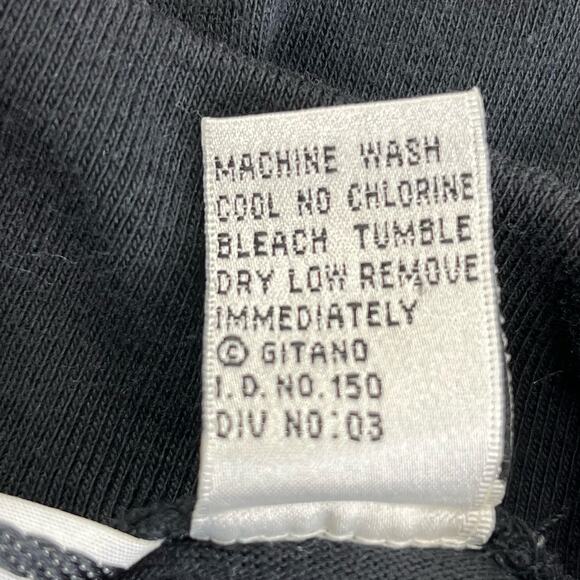 MACHINE WASH
COOL NO CHLORINE
BLEACH TUMBLE
DRY LOW REMOVE
IMMEDIATELY
© GITANO
I.D. NO. 150
DIV NO: 03